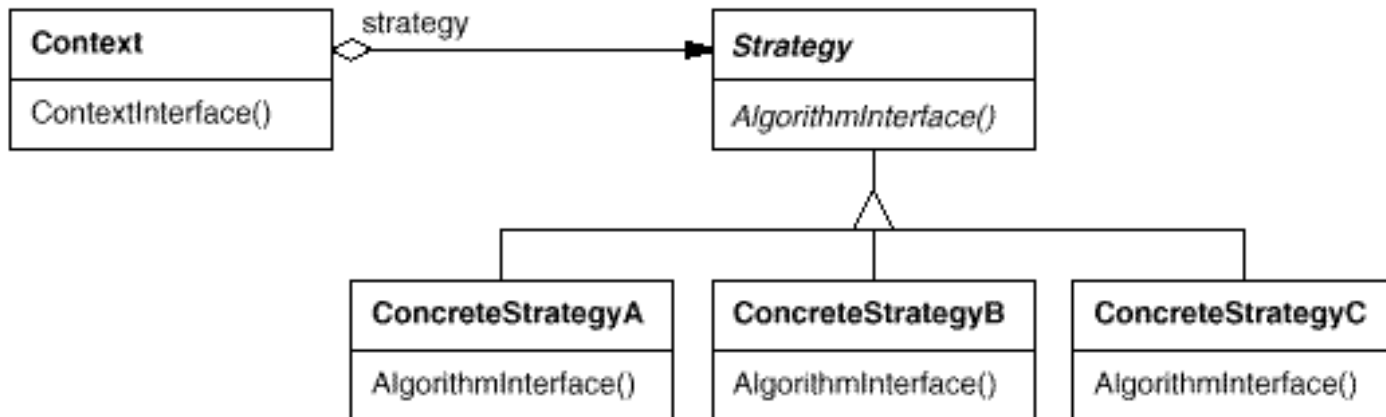 Context
ContextInterface()
strategy
Strategy
AlgorithmInterface()
ConcreteStrategyA
AlgorithmInterface()
ConcreteStrategyB
AlgorithmInterface()
ConcreteStrategyC
AlgorithmInterface()